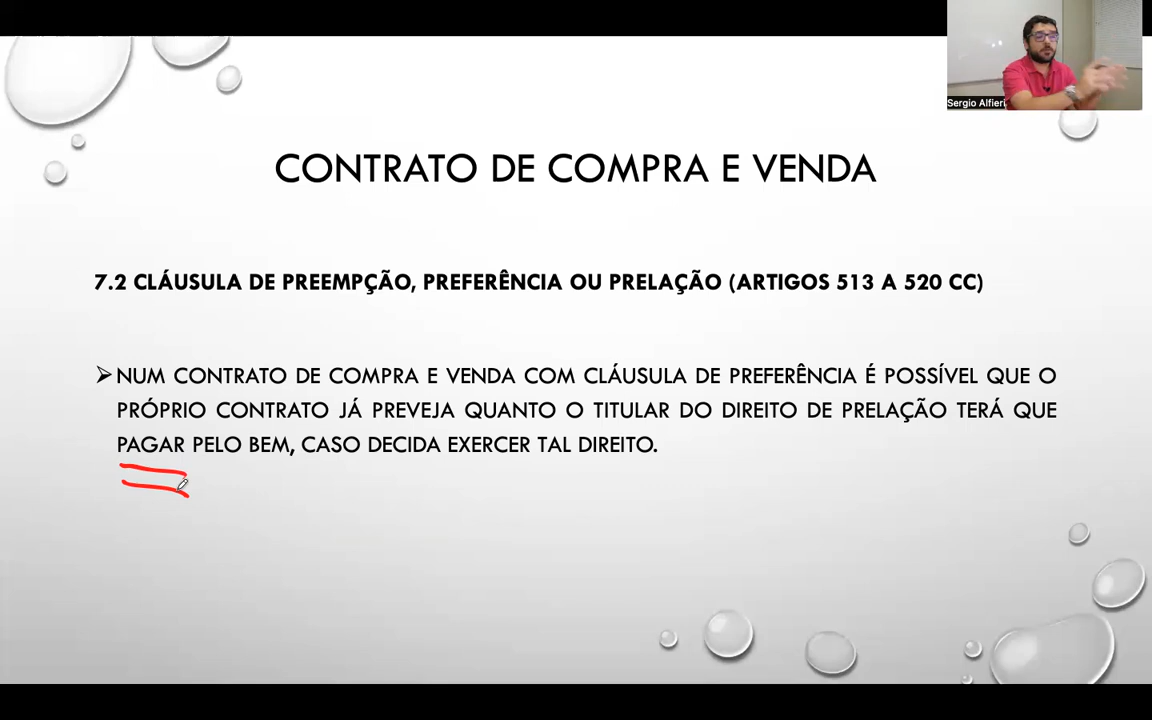 Sergio Alfieri
CONTRATO DE COMPRA E VENDA
7.2 CLÁUSULA DE PREEMPÇÃO, PREFERÊNCIA OU PRELAÇÃO (ARTIGOS 513 A 520 CC)
NUM CONTRATO DE COMPRA E VENDA COM CLÁUSULA DE PREFERÊNCIA É POSSÍVEL QUE O
PRÓPRIO CONTRATO JÁ PREVEJA QUANTO O TITULAR DO DIREITO DE PRELAÇÃO TERÁ QUE
PAGAR PELO BEM, CASO DECIDA EXERCER TAL DIREITO.